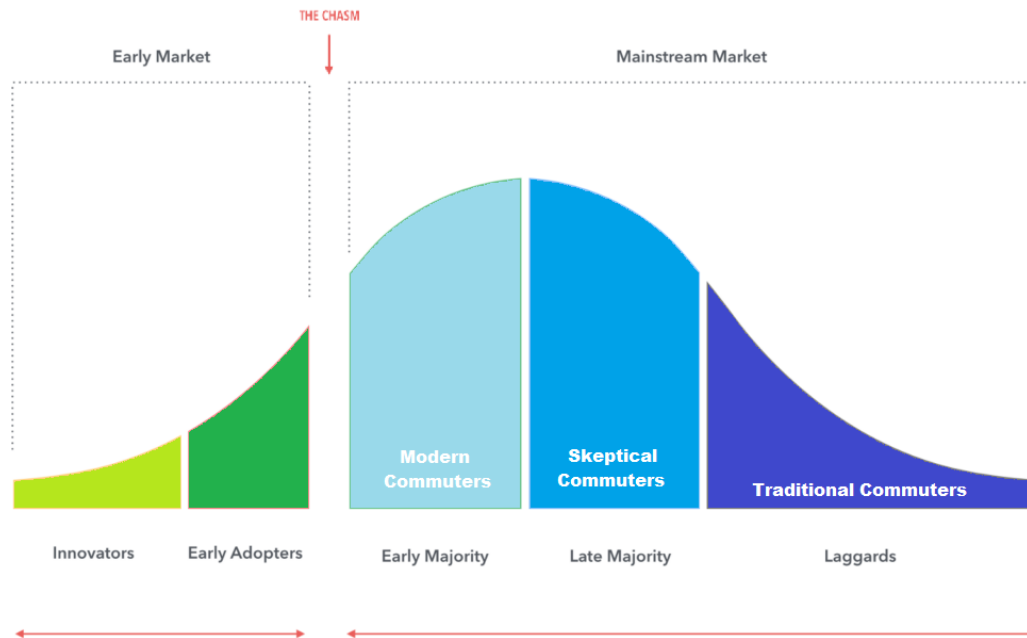 THE CHASM
Early Market
Mainstream Market
Modern
Commuters
Skeptical
Commuters
Traditional Commuters
Innovators
Early Adopters
Early Majority
Late Majority
Laggards